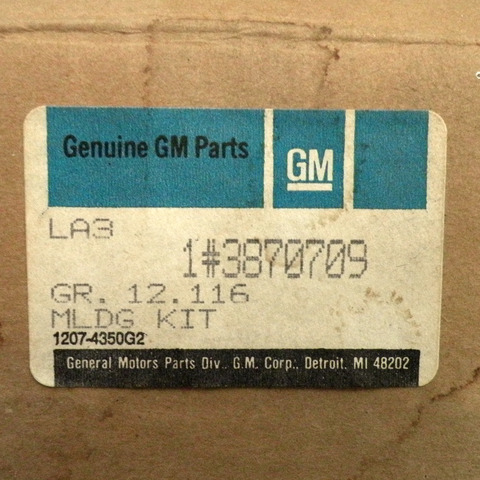 Genuine GM Parts
GM
LA3
1#3870709
GR. 12.116
MLDG KIT
1207-4350G2
General Motors Parts Div., G.M. Corp., Detroit, MI 48202